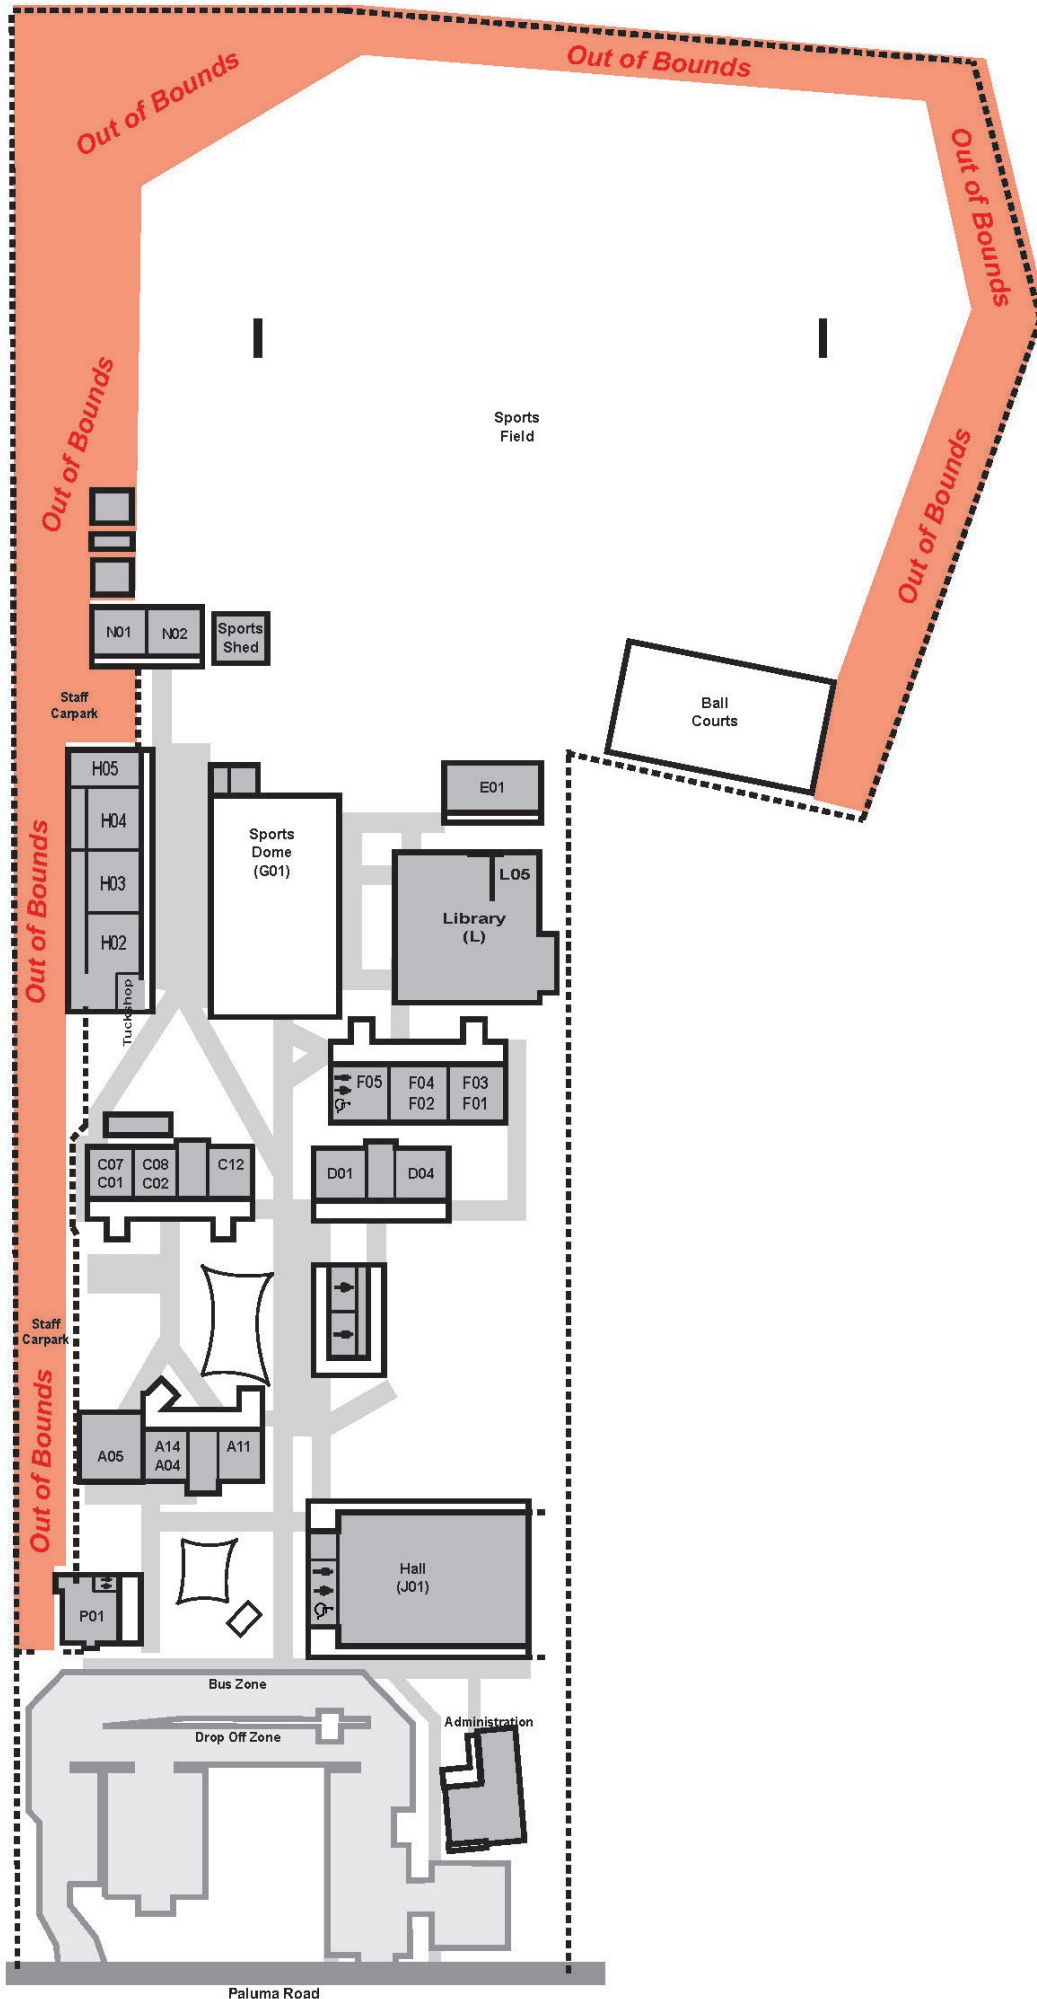 Out of Bounds
Out of Bounds
Out of Bounds
Out of Bounds
Sports
Field
Out of Bounds
N01
N02
Sports
Shed
Staff
Carpark
Ball
Courts
H05
H04
H03
H02
Tuckshop
Out of Bounds
Sports
Dome
(G01)
E01
L05
Library
(L)
F05
F04
F02
F03
F01
C07
C01
C08
C02
C12
D01
D04
Staff
Carpark
Out of Bounds
A05
A14
A04
A11
Hall
(J01)
P01
Bus Zone
Drop Off Zone
Administration
Paluma Road